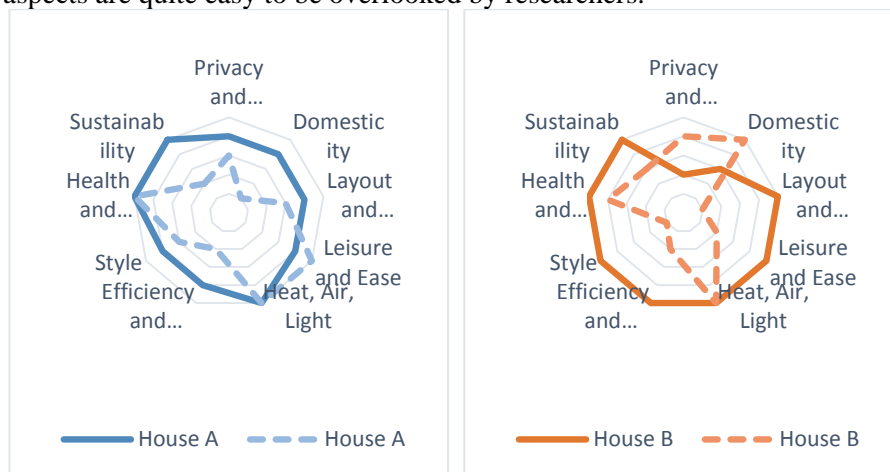 aspects are quite easy to be overlooked by researchers.
Privacy
and...
Sustainab
ility
Domestic
ity
Health
and...
Layout
and...
Style
Leisure
and Ease
Efficiency
and...
Heat, Air,
Light
House A
House A
Privacy
and...
Sustainab
ility
Domestic
ity
Health
and...
Layout
and...
Style
Leisure
and Ease
Efficiency
and...
Heat, Air,
Light
House B
House B